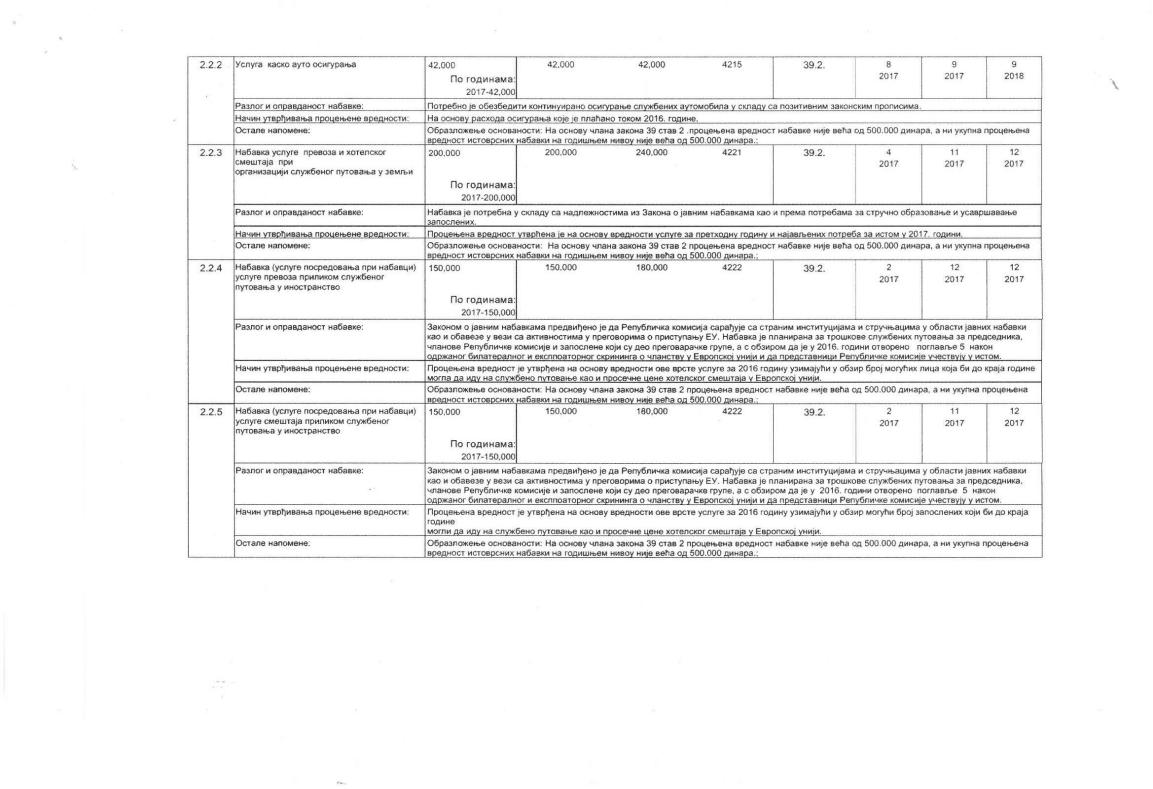 2.2.2 Услуга каско ауто осигурања 42,000 42,000 42,000 4215 39.2. 8 9 9
По годинама: 2017 2017 2018
2017-42,000
Разлог и оправданост набавке: Потребно је обезбедити континуирано осигурање службених аутомобила у складу са позитивним законским прописима.
Начин утврђивања процењене вредности: На основу расхода осигурања које је плаћано током 2016. године.
Остале напомене: Образложење основаности: На основу члана закона 39 став 2 .процењена вредност набавке није већа од 500.000 динара, а ни укупна процењена
вредност истоврсних набавки на годишњем нивоу није већа од 500.000 динара.;
2.2.3 Набавка услуге превоза и хотелског 200,000 200,000 240,000 4221 39.2. 4 11 12
смештаја при 2017 2017 2017
организацији службеног путовања у земљи
По годинама:
2017-200,000
Разлог и оправданост набавке: Набавка је потребна у складу са надлежностима из Закона о јавним набавкама као и према потребама за стручно образовање и усавршавање
запослених.
Начин утврђивања процењене вредности: Процењена вредност утврћена је на основу вредности услуге за претходну годину и најављених потреба за истом у 2017. години.
Остале напомене: Образложење основаности: На основу члана закона 39 став 2 процењена вредност набавке није већа од 500.000 динара, а ни укупна процењена
вредност истоврсних набавки на годишњем нивоу није већа од 500.000 динара.;
2.2.4 Набавка (услуге посредовања при набавци) 150,000 150,000 180,000 4222 39.2. 2 12 12
услуге превоза приликом службеног 2017 2017 2017
путовања у иностранство
По годинама:
2017-150,000
Разлог и оправданост набавке: Законом о јавним набавкама предвиђено је да Републичка комисија сарађује са страним институцијама и стручњацима у области јавних набавки
као и обавезе у вези са активностима у преговорима о приступању ЕУ. Набавка је планирана за трошкове службених путовања за председника,
чланове Републичке комисије и запослене који су део преговарачке групе, а с обзиром да је у 2016. години отворено поглавље 5 након
одржаног билатералног и експпоаторног скрининга о чланству у Европској унији и да представници Републичке комисије учествују у истом.
Начин утврђивања процењене вредности: Процењена вредност је утврђена на основу вредности ове врсте услуге за 2016 годину узимајући у обзир број могућих лица која би до краја године
могла да иду на службено путовање као и просечне цене хотелског смештаја у Европској унији.
Остале напомене: Образложење основаности: На основу члана закона 39 став 2 процењена вредност набавке није већа од 500.000 динара, а ни укупна процењена
вредност истоврсних набавки на годишњем нивоу није већа од 500.000 динара.;
2.2.5 Набавка (услуге посредовања при набавци) 150,000 150,000 180,000 4222 39.2. 2 11 12
услуге смештаја приликом службеног 2017 2017 2017
путовања у иностранство
По годинама:
2017-150,000
Разлог и оправданост набавке: Законом о јавним набавкама предвиђено је да Републичка комисија сарађује са страним институцијама и стручњацима у области јавних набавки
као и обавезе у вези са активностима у преговорима о приступању ЕУ. Набавка је планирана за трошкове службених путовања за председника,
чланове Републичке комисије и запослене који су део преговарачке групе, а с обзиром да је у 2016. години отворено поглавље 5 након
одржаног билатералног и експпоаторног скрининга о чланству у Европској унији и да представници Републичке комисије учествују у истом.
Начин утврђивања процењене вредности: Процењена вредност је утврђена на основу вредности ове врсте услуге за 2016 годину узимајући у обзир могући број запослених који би до краја
године
могли да иду на службено путовање као и просечне цене хотелског смештаја у Европској унији.
Остале напомене: Образложење основаности: На основу члана закона 39 став 2 процењена вредност набавке није већа од 500.000 динара, а ни укупна процењена
вредност истоврсних набавки на годишњем нивоу није већа од 500.000 динара.;